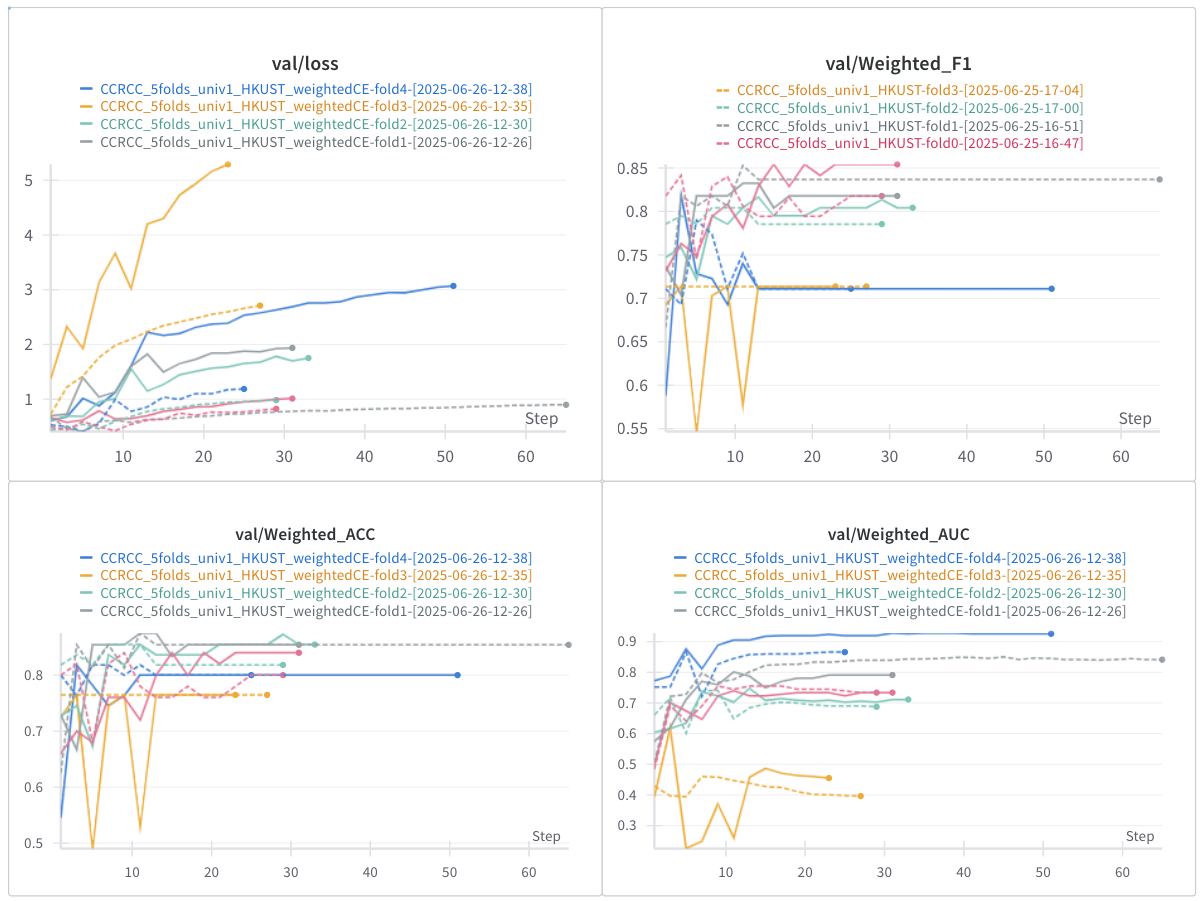 val/loss
CCRCC_5folds_univ1_HKUST_weightedCE-fold4-[2025-06-26-12-38]
CCRCC_5folds_univ1_HKUST_weightedCE-fold3-[2025-06-26-12-35]
CCRCC_5folds_univ1_HKUST_weightedCE-fold2-[2025-06-26-12-30]
CCRCC_5folds_univ1_HKUST_weightedCE-fold1-[2025-06-26-12-26]
5
4
3
2
1
Step
10 20 30 40 50 60
val/Weighted_F1
CCRCC_5folds_univ1_HKUST-fold3-[2025-06-25-17-04]
CCRCC_5folds_univ1_HKUST-fold2-[2025-06-25-17-00]
CCRCC_5folds_univ1_HKUST-fold1-[2025-06-25-16-51]
CCRCC_5folds_univ1_HKUST-fold0-[2025-06-25-16-47]
0.85
0.8
0.75
0.7
0.65
0.6
0.55
Step
10 20 30 40 50 60
val/Weighted_ACC
CCRCC_5folds_univ1_HKUST_weightedCE-fold4-[2025-06-26-12-38]
CCRCC_5folds_univ1_HKUST_weightedCE-fold3-[2025-06-26-12-35]
CCRCC_5folds_univ1_HKUST_weightedCE-fold2-[2025-06-26-12-30]
CCRCC_5folds_univ1_HKUST_weightedCE-fold1-[2025-06-26-12-26]
0.8
0.7
0.6
0.5
Step
10 20 30 40 50 60
val/Weighted_AUC
CCRCC_5folds_univ1_HKUST_weightedCE-fold4-[2025-06-26-12-38]
CCRCC_5folds_univ1_HKUST_weightedCE-fold3-[2025-06-26-12-35]
CCRCC_5folds_univ1_HKUST_weightedCE-fold2-[2025-06-26-12-30]
CCRCC_5folds_univ1_HKUST_weightedCE-fold1-[2025-06-26-12-26]
0.9
0.8
0.7
0.6
0.5
0.4
0.3
Step
10 20 30 40 50 60